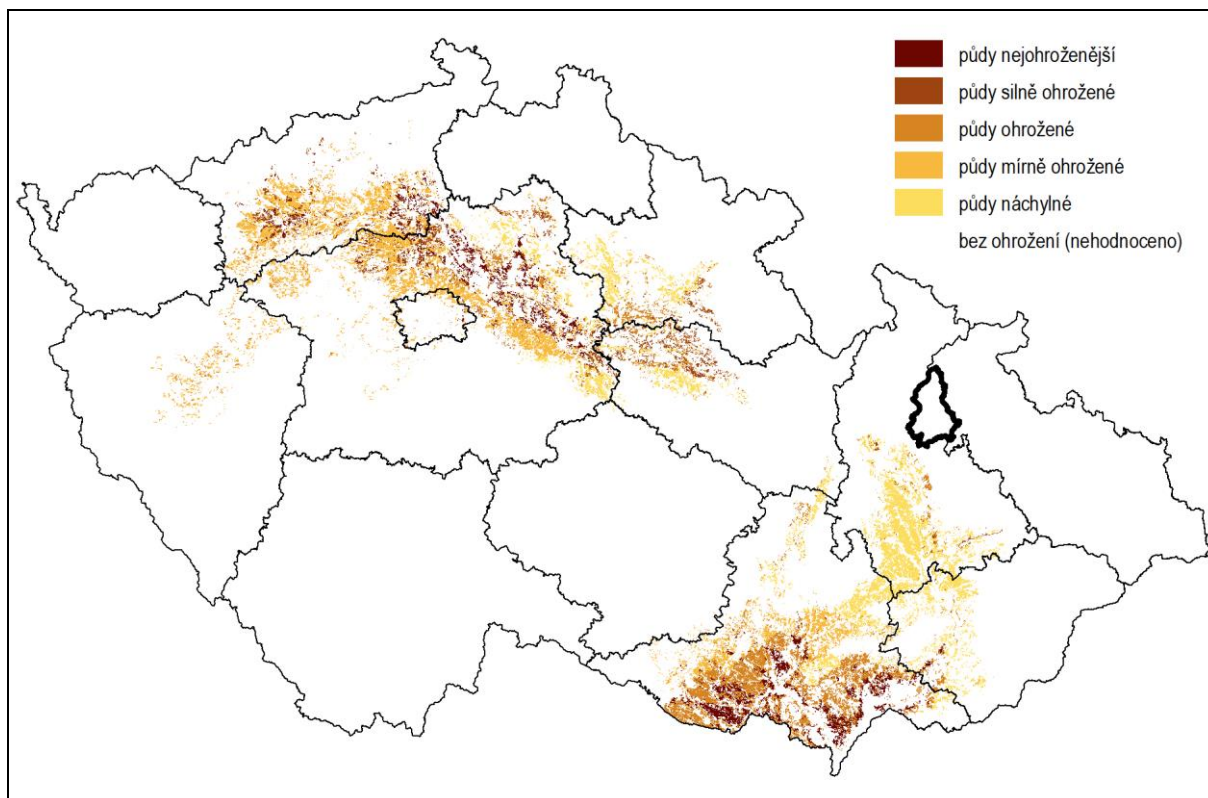 půdy nejohroženější
půdy silně ohrožené
půdy ohrožené
půdy mírně ohrožené
půdy náchylné
bez ohrožení (nehodnoceno)